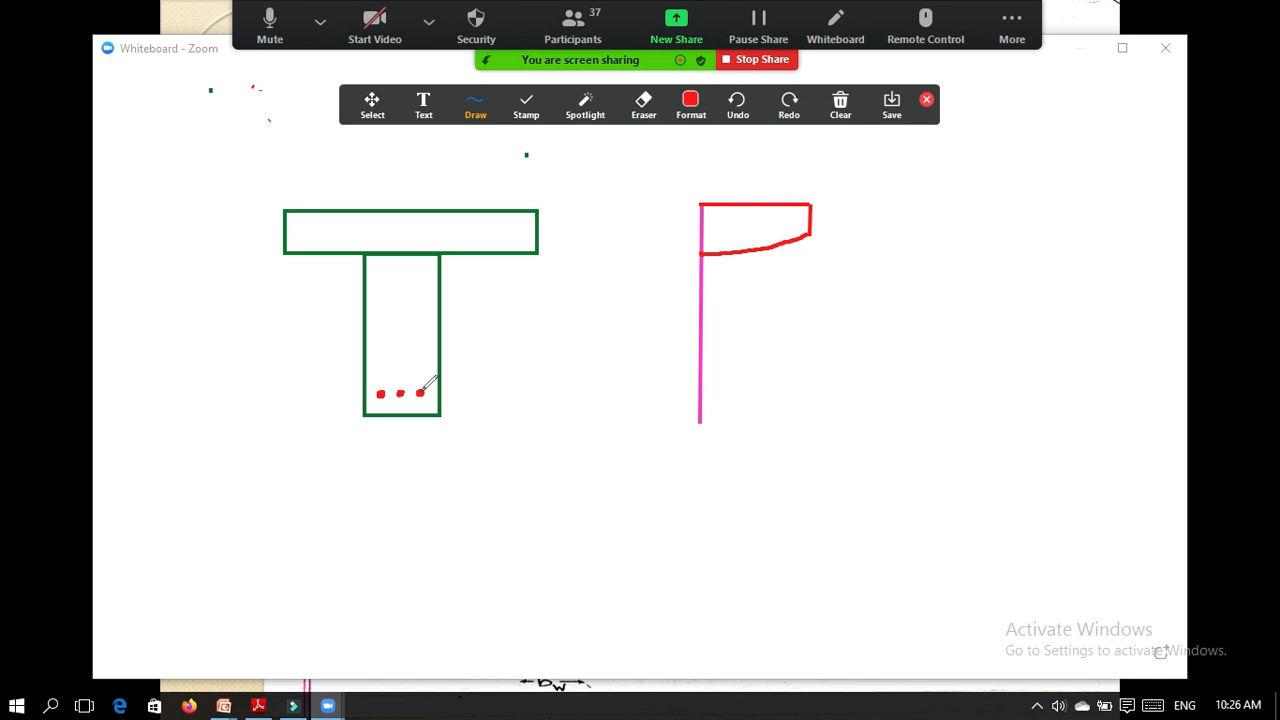 37
Mute
Start Video
Security
Participants
New Share
Pause Share
Whiteboard
Remote Control
More
Whiteboard - Zoom
You are screen sharing
Stop Share
Select
Text
Draw
Stamp
Spotlight
Eraser
Format
Undo
Redo
Clear
Save
Activate Windows
Go to Settings to activate Windows.
bw
ENG
10:26 AM